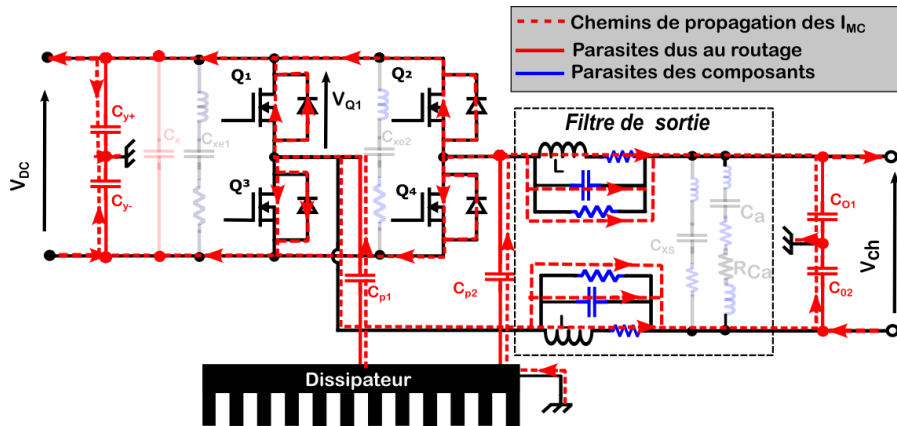 Chemins de propagation des IMC
Parasites dus au routage
Parasites des composants
Q1
Q2
VQ1
Cy+
Cx
Cxe1
Cxe2
Filtre de sortie
L
VDC
Cy-
Q3
Q4
Ca
CO1
Cxs
RCa
Vch
Cp1
Cp2
C02
L
Dissipateur